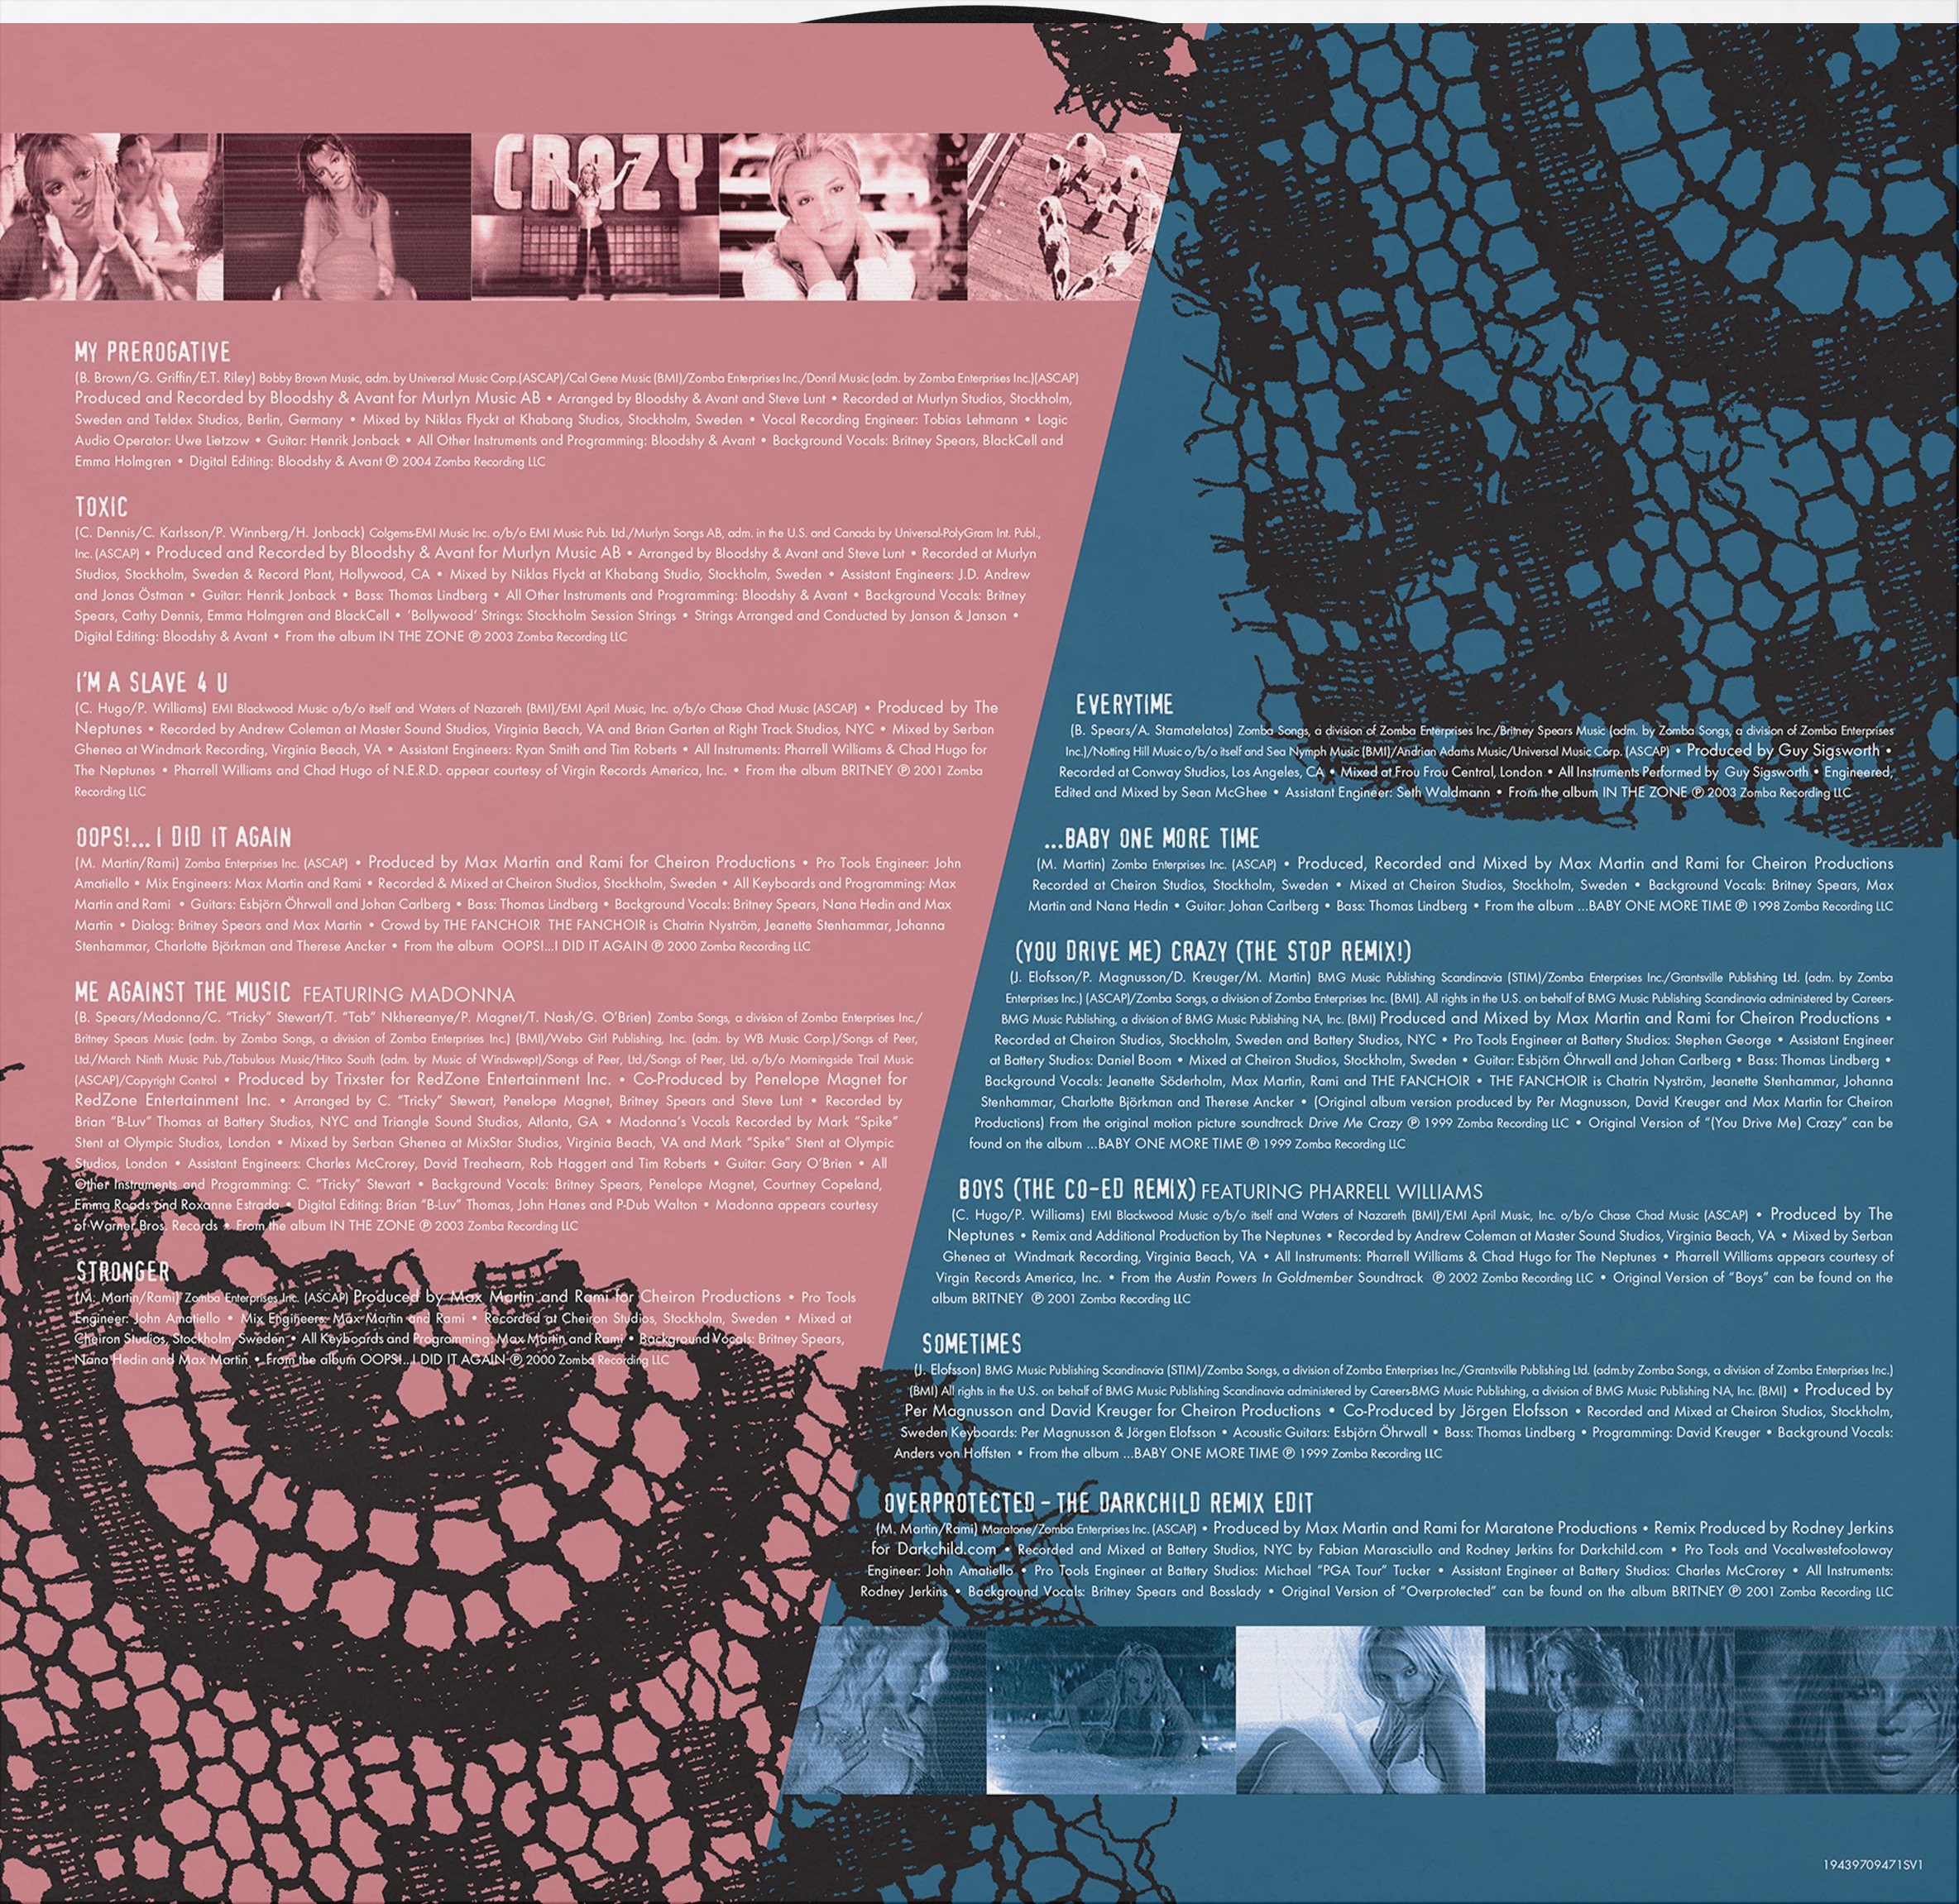 CRAZY
MY PREROGATIVE
(B. Brown/G. Griffin/E.T. Riley) Bobby Brown Music, adm. by Universal Music Corp.(ASCAP)/Cal Gene Music (BMI)/Zomba Enterprises Inc./Donril Music (adm. by Zomba Enterprises Inc.)(ASCAP)
Produced and Recorded by Bloodshy & Avant for Murlyn Music AB • Arranged by Bloodshy & Avant and Steve Lunt • Recorded at Murlyn Studios, Stockholm,
Sweden and Teldex Studios, Berlin, Germany • Mixed by Niklas Flyckt at Khabang Studios, Stockholm, Sweden • Vocal Recording Engineer: Tobias Lehmann • Logic
Audio Operator: Uwe Lietzow • Guitar: Henrik Jonback • All Other Instruments and Programming: Bloodshy & Avant • Background Vocals: Britney Spears, BlackCell and
Emma Holmgren • Digital Editing: Bloodshy & Avant ℗ 2004 Zomba Recording LLC
TOXIC
(C. Dennis/C. Karlsson/P. Winnberg/H. Jonback) Colgems-EMI Music Inc. o/b/o EMI Music Pub. Ltd./Murlyn Songs AB, adm. in the U.S. and Canada by Universal-PolyGram Int. Publ.,
Inc. (ASCAP) • Produced and Recorded by Bloodshy & Avant for Murlyn Music AB • Arranged by Bloodshy & Avant and Steve Lunt • Recorded at Murlyn
Studios, Stockholm, Sweden & Record Plant, Hollywood, CA • Mixed by Niklas Flyckt at Khabang Studio, Stockholm, Sweden • Assistant Engineers: J.D. Andrew
and Jonas Östman • Guitar: Henrik Jonback • Bass: Thomas Lindberg • All Other Instruments and Programming: Bloodshy & Avant • Background Vocals: Britney
Spears, Cathy Dennis, Emma Holmgren and BlackCell • 'Bollywood' Strings: Stockholm Session Strings • Strings Arranged and Conducted by Janson & Janson •
Digital Editing: Bloodshy & Avant • From the album IN THE ZONE ℗ 2003 Zomba Recording LLC
I'M A SLAVE 4 U
(C. Hugo/P. Williams) EMI Blackwood Music o/b/o itself and Waters of Nazareth (BMI)/EMI April Music, Inc. o/b/o Chase Chad Music (ASCAP) • Produced by The
Neptunes • Recorded by Andrew Coleman at Master Sound Studios, Virginia Beach, VA and Brian Garten at Right Track Studios, NYC • Mixed by Serban
Ghenea at Windmark Recording, Virginia Beach, VA • Assistant Engineers: Ryan Smith and Tim Roberts • All Instruments: Pharrell Williams & Chad Hugo for
The Neptunes • Pharrell Williams and Chad Hugo of N.E.R.D. appear courtesy of Virgin Records America, Inc. • From the album BRITNEY ℗ 2001 Zomba
Recording LLC
OOPS!... I DID IT AGAIN
(M. Martin/Rami) Zomba Enterprises Inc. (ASCAP) • Produced by Max Martin and Rami for Cheiron Productions • Pro Tools Engineer: John
Amatiello • Mix Engineers: Max Martin and Rami • Recorded & Mixed at Cheiron Studios, Stockholm, Sweden • All Keyboards and Programming: Max
Martin and Rami • Guitars: Esbjörn Öhrwall and Johan Carlberg • Bass: Thomas Lindberg • Background Vocals: Britney Spears, Nana Hedin and Max
Martin • Dialog: Britney Spears and Max Martin • Crowd by THE FANCHOIR THE FANCHOIR is Chatrin Nyström, Jeanette Stenhammar, Johanna
Stenhammar, Charlotte Björkman and Therese Ancker • From the album OOPS!...I DID IT AGAIN ℗ 2000 Zomba Recording LLC
ME AGAINST THE MUSIC FEATURING MADONNA
(B. Spears/Madonna/C. "Tricky" Stewart/T. "Tab" Nkhereanye/P. Magnet/T. Nash/G. O'Brien) Zomba Songs, a division of Zomba Enterprises Inc./
Britney Spears Music (adm. by Zomba Songs, a division of Zomba Enterprises Inc.) (BMI)/Webo Girl Publishing, Inc. (adm. by WB Music Corp.)/Songs of Peer,
Ltd./March Ninth Music Pub./Tabulous Music/Hitco South (adm. by Music of Windswept)/Songs of Peer, Ltd./Songs of Peer, Ltd. o/b/o Morningside Trail Music
(ASCAP)/Copyright Control • Produced by Trixster for RedZone Entertainment Inc. • Co-Produced by Penelope Magnet for
RedZone Entertainment Inc. • Arranged by C. "Tricky" Stewart, Penelope Magnet, Britney Spears and Steve Lunt • Recorded by
Brian "B-Luv" Thomas at Battery Studios, NYC and Triangle Sound Studios, Atlanta, GA • Madonna's Vocals Recorded by Mark "Spike"
Stent at Olympic Studios, London • Mixed by Serban Ghenea at MixStar Studios, Virginia Beach, VA and Mark "Spike" Stent at Olympic
Studios, London • Assistant Engineers: Charles McCrorey, David Treahearn, Rob Haggert and Tim Roberts • Guitar: Gary O'Brien • All
Other Instruments and Programming: C. "Tricky" Stewart • Background Vocals: Britney Spears, Penelope Magnet, Courtney Copeland,
Emma Roads and Roxanne Estrada • Digital Editing: Brian "B-Luv" Thomas, John Hanes and P-Dub Walton • Madonna appears courtesy
of Warner Bros. Records • From the album IN THE ZONE ℗ 2003 Zomba Recording LLC
STRONGER
(M. Martin/Rami) Zomba Enterprises Inc. (ASCAP) Produced by Max Martin and Rami for Cheiron Productions • Pro Tools
Engineer: John Amatiello • Mix Engineers: Max Martin and Rami • Recorded at Cheiron Studios, Stockholm, Sweden • Mixed at
Cheiron Studios, Stockholm, Sweden • All Keyboards and Programming: Max Martin and Rami • Background Vocals: Britney Spears,
Nana Hedin and Max Martin • From the album OOPS!...I DID IT AGAIN ℗ 2000 Zomba Recording LLC
EVERYTIME
(B. Spears/A. Stamatelatos) Zomba Songs, a division of Zomba Enterprises Inc./Britney Spears Music (adm. by Zomba Songs, a division of Zomba Enterprises
Inc.)/Notting Hill Music o/b/o itself and Sea Nymph Music (BMI)/Andrian Adams Music/Universal Music Corp. (ASCAP) • Produced by Guy Sigsworth •
Recorded at Conway Studios, Los Angeles, CA • Mixed at Frou Frou Central, London • All Instruments Performed by Guy Sigsworth • Engineered,
Edited and Mixed by Sean McGhee • Assistant Engineer: Seth Waldmann • From the album IN THE ZONE ℗ 2003 Zomba Recording LLC
...BABY ONE MORE TIME
(M. Martin) Zomba Enterprises Inc. (ASCAP) • Produced, Recorded and Mixed by Max Martin and Rami for Cheiron Productions
Recorded at Cheiron Studios, Stockholm, Sweden • Mixed at Cheiron Studios, Stockholm, Sweden • Background Vocals: Britney Spears, Max
Martin and Nana Hedin • Guitar: Johan Carlberg • Bass: Thomas Lindberg • From the album ...BABY ONE MORE TIME ℗ 1998 Zomba Recording LLC
(YOU DRIVE ME) CRAZY (THE STOP REMIX!)
(J. Elofsson/P. Magnusson/D. Kreuger/M. Martin) BMG Music Publishing Scandinavia (STIM)/Zomba Enterprises Inc./Grantsville Publishing Ltd. (adm. by Zomba
Enterprises Inc.) (ASCAP)/Zomba Songs, a division of Zomba Enterprises Inc. (BMI). All rights in the U.S. on behalf of BMG Music Publishing Scandinavia administered by Careers-
BMG Music Publishing, a division of BMG Music Publishing NA, Inc. (BMI) Produced and Mixed by Max Martin and Rami for Cheiron Productions •
Recorded at Cheiron Studios, Stockholm, Sweden and Battery Studios, NYC • Pro Tools Engineer at Battery Studios: Stephen George • Assistant Engineer
at Battery Studios: Daniel Boom • Mixed at Cheiron Studios, Stockholm, Sweden • Guitar: Esbjörn Öhrwall and Johan Carlberg • Bass: Thomas Lindberg •
Background Vocals: Jeanette Söderholm, Max Martin, Rami and THE FANCHOIR • THE FANCHOIR is Chatrin Nyström, Jeanette Stenhammar, Johanna
Stenhammar, Charlotte Björkman and Therese Ancker • (Original album version produced by Per Magnusson, David Kreuger and Max Martin for Cheiron
Productions) From the original motion picture soundtrack Drive Me Crazy ℗ 1999 Zomba Recording LLC • Original Version of "(You Drive Me) Crazy" can be
found on the album ...BABY ONE MORE TIME ℗ 1999 Zomba Recording LLC
BOYS (THE CO-ED REMIX) FEATURING PHARRELL WILLIAMS
(C. Hugo/P. Williams) EMI Blackwood Music o/b/o itself and Waters of Nazareth (BMI)/EMI April Music, Inc. o/b/o Chase Chad Music (ASCAP) • Produced by The
Neptunes • Remix and Additional Production by The Neptunes • Recorded by Andrew Coleman at Master Sound Studios, Virginia Beach, VA • Mixed by Serban
Ghenea at Windmark Recording, Virginia Beach, VA • All Instruments: Pharrell Williams & Chad Hugo for The Neptunes • Pharrell Williams appears courtesy of
Virgin Records America, Inc. • From the Austin Powers In Goldmember Soundtrack ℗ 2002 Zomba Recording LLC • Original Version of "Boys" can be found on the
album BRITNEY ℗ 2001 Zomba Recording LLC
SOMETIMES
(J. Elofsson) BMG Music Publishing Scandinavia (STIM)/Zomba Songs, a division of Zomba Enterprises Inc./Grantsville Publishing Ltd. (adm.by Zomba Songs, a division of Zomba Enterprises Inc.)
(BMI) All rights in the U.S. on behalf of BMG Music Publishing Scandinavia administered by Careers-BMG Music Publishing, a division of BMG Music Publishing NA, Inc. (BMI) • Produced by
Per Magnusson and David Kreuger for Cheiron Productions • Co-Produced by Jörgen Elofsson • Recorded and Mixed at Cheiron Studios, Stockholm,
Sweden Keyboards: Per Magnusson & Jörgen Elofsson • Acoustic Guitars: Esbjörn Öhrwall • Bass: Thomas Lindberg • Programming: David Kreuger • Background Vocals:
Anders von Hoffsten • From the album ...BABY ONE MORE TIME ℗ 1999 Zomba Recording LLC
OVERPROTECTED – THE DARKCHILD REMIX EDIT
(M. Martin/Rami) Maratone/Zomba Enterprises Inc. (ASCAP) • Produced by Max Martin and Rami for Maratone Productions • Remix Produced by Rodney Jerkins
for Darkchild.com • Recorded and Mixed at Battery Studios, NYC by Fabian Marasciullo and Rodney Jerkins for Darkchild.com • Pro Tools and Vocalwestefoolaway
Engineer: John Amatiello • Pro Tools Engineer at Battery Studios: Michael "PGA Tour" Tucker • Assistant Engineer at Battery Studios: Charles McCrorey • All Instruments:
Rodney Jerkins • Background Vocals: Britney Spears and Bosslady • Original Version of "Overprotected" can be found on the album BRITNEY ℗ 2001 Zomba Recording LLC
19439709471SV1